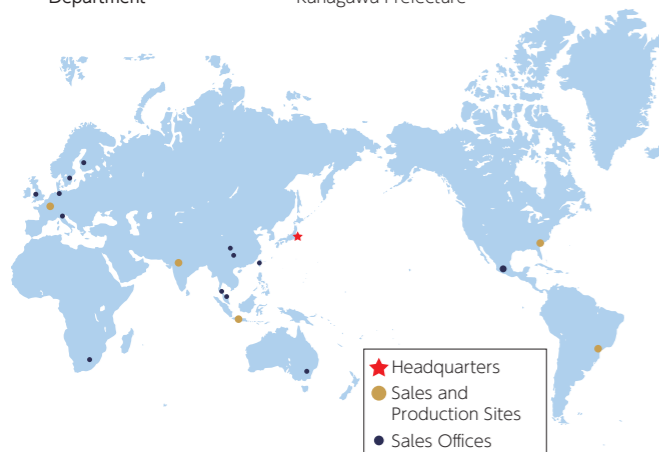 Department Kanagawa Prefecture
Headquarters
Sales and
Production Sites
Sales Offices